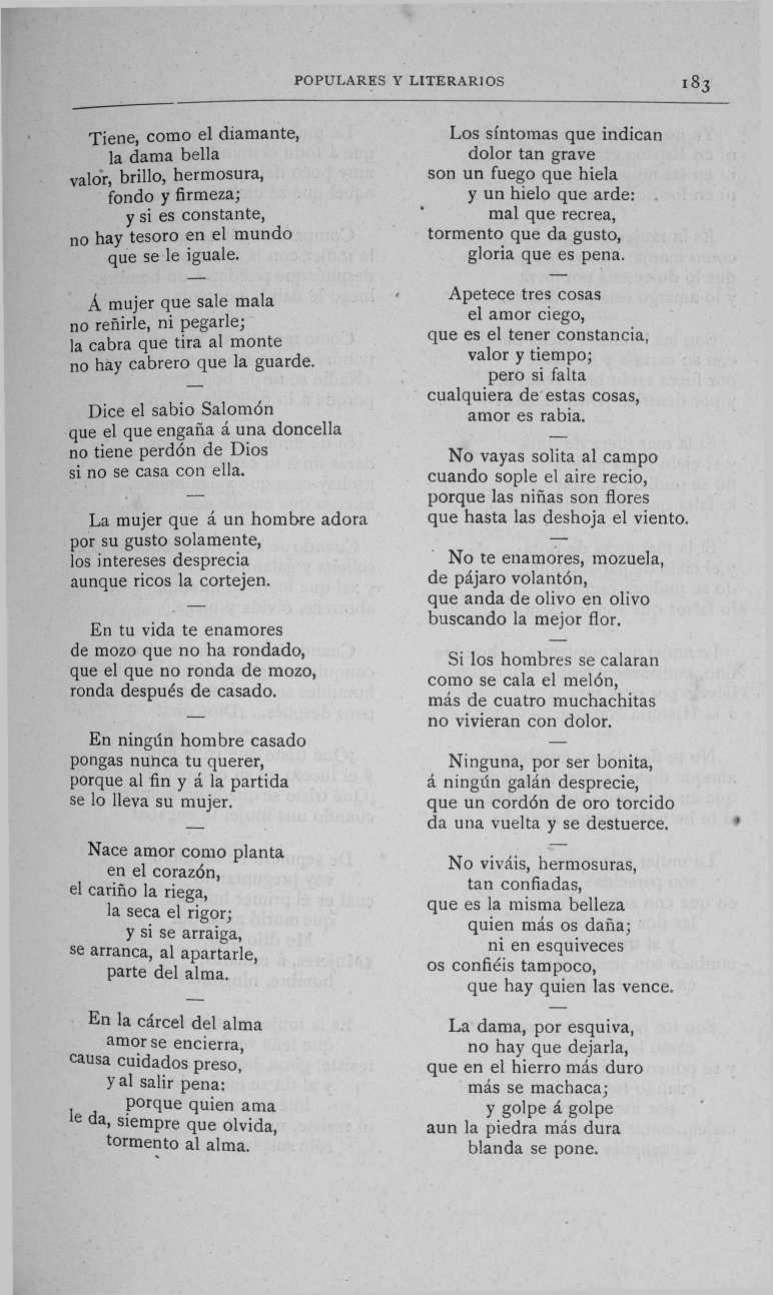 POPULARES Y LITERARIOS 183
Tiene, como el diamante,
la dama bella
valor, brillo, hermosura,
fondo y firmeza;
y si es constante,
no hay tesoro en el mundo
que se le iguale.
—
Á mujer que sale mala
no reñirle, ni pegarle;
la cabra que tira al monte
no hay cabrero que la guarde.
—
Dice el sabio Salomón
que el que engaña á una doncella
no tiene perdón de Dios
si no se casa con ella.
—
La mujer que á un hombre adora
por su gusto solamente,
los intereses desprecia
aunque ricos la cortejen.
—
En tu vida te enamores
de mozo que no ha rondado,
que el que no ronda de mozo,
ronda después de casado.
—
En ningún hombre casado
pongas nunca tu querer,
porque al fin y á la partida
se lo lleva su mujer.
—
Nace amor como planta
en el corazón,
el cariño la riega,
la seca el rigor;
y si se arraiga,
se arranca, al apartarle,
parte del alma.
—
En la cárcel del alma
amor se encierra,
causa cuidados preso,
y al salir pena:
porque quien ama
le da, siempre que olvida,
tormento al alma.
Los síntomas que indican
dolor tan grave
son un fuego que hiela
y un hielo que arde:
mal que recrea,
tormento que da gusto,
gloria que es pena.
—
Apetece tres cosas
el amor ciego,
que es el tener constancia,
valor y tiempo;
pero si falta
cualquiera de estas cosas,
amor es rabia.
—
No vayas solita al campo
cuando sople el aire recio,
porque las niñas son flores
que hasta las deshoja el viento.
—
No te enamores, mozuela,
de pájaro volantón,
que anda de olivo en olivo
buscando la mejor flor.
—
Si los hombres se calaran
como se cala el melón,
más de cuatro muchachitas
no vivieran con dolor.
—
Ninguna, por ser bonita,
á ningún galán desprecie,
que un cordón de oro torcido
da una vuelta y se destuerce.
—
No viváis, hermosuras,
tan confiadas,
que es la misma belleza
quien más os daña;
ni en esquiveces
os confiéis tampoco,
que hay quien las vence.
—
La dama, por esquiva,
no hay que dejarla,
que en el hierro más duro
más se machaca;
y golpe á golpe
aun la piedra más dura
blanda se pone.